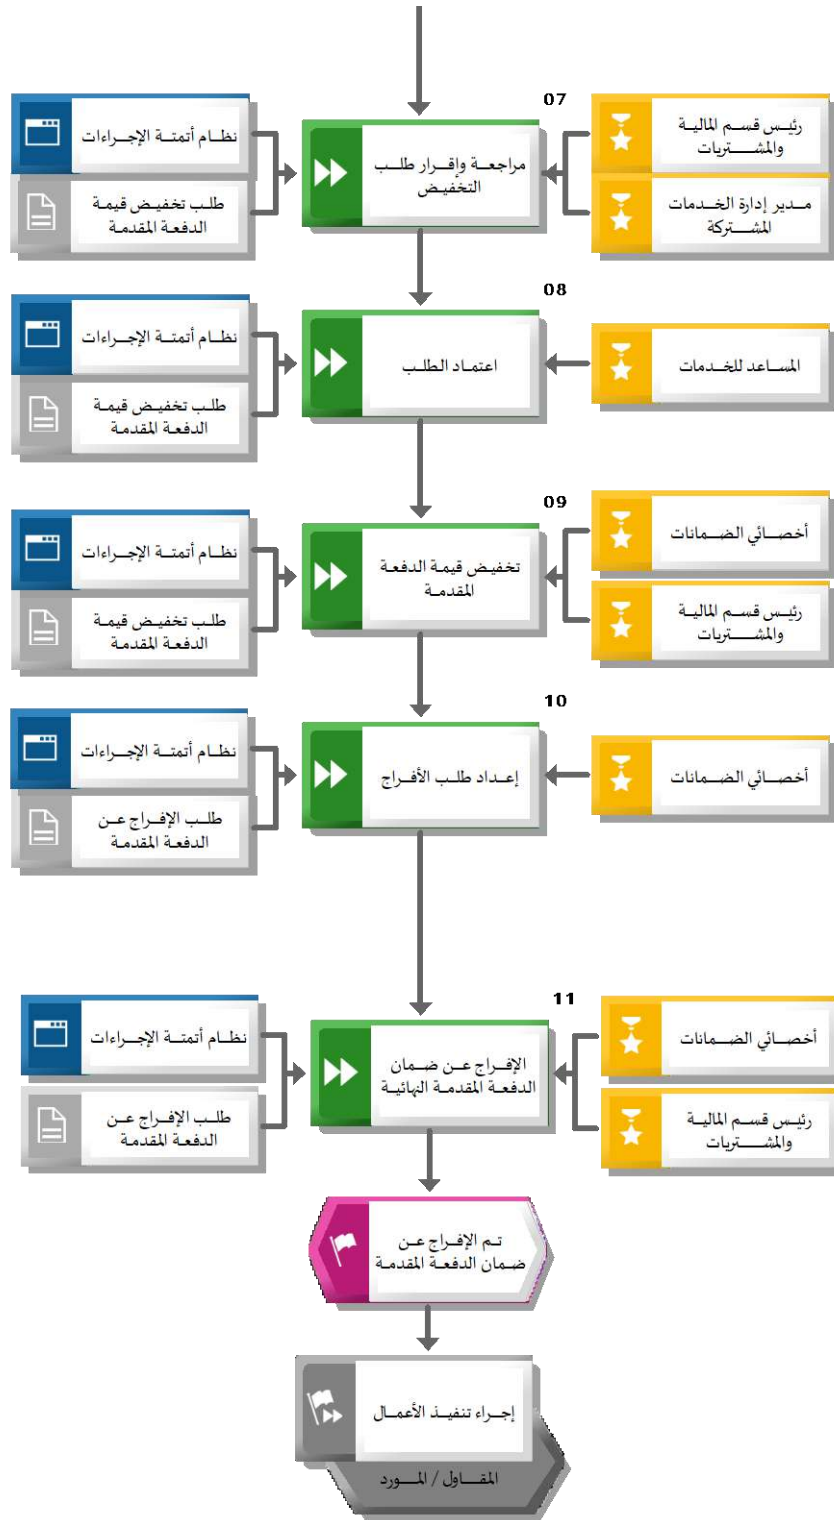 07
رئيس قسم المالية
والمشتريات
مدير إدارة الخدمات
المشتركة
مراجعة وإقرار طلب
التخفيض
نظام أتمتة الإجراءات
طلب تخفيض قيمة
الدفعة المقدمة
08
المساعد للخدمات
اعتماد الطلب
نظام أتمتة الإجراءات
طلب تخفيض قيمة
الدفعة المقدمة
09
أخصائي الضمانات
رئيس قسم المالية
والمشتريات
تخفيض قيمة الدفعة
المقدمة
نظام أتمتة الإجراءات
طلب تخفيض قيمة
الدفعة المقدمة
10
أخصائي الضمانات
إعداد طلب الأفراج
نظام أتمتة الإجراءات
طلب الإفراج عن
الدفعة المقدمة
11
أخصائي الضمانات
رئيس قسم المالية
والمشتريات
الإفراج عن ضمان
الدفعة المقدمة النهائية
نظام أتمتة الإجراءات
طلب الإفراج عن
الدفعة المقدمة
تم الإفراج عن
ضمان الدفعة المقدمة
إجراء تنفيذ الأعمال
المقاول / المورد